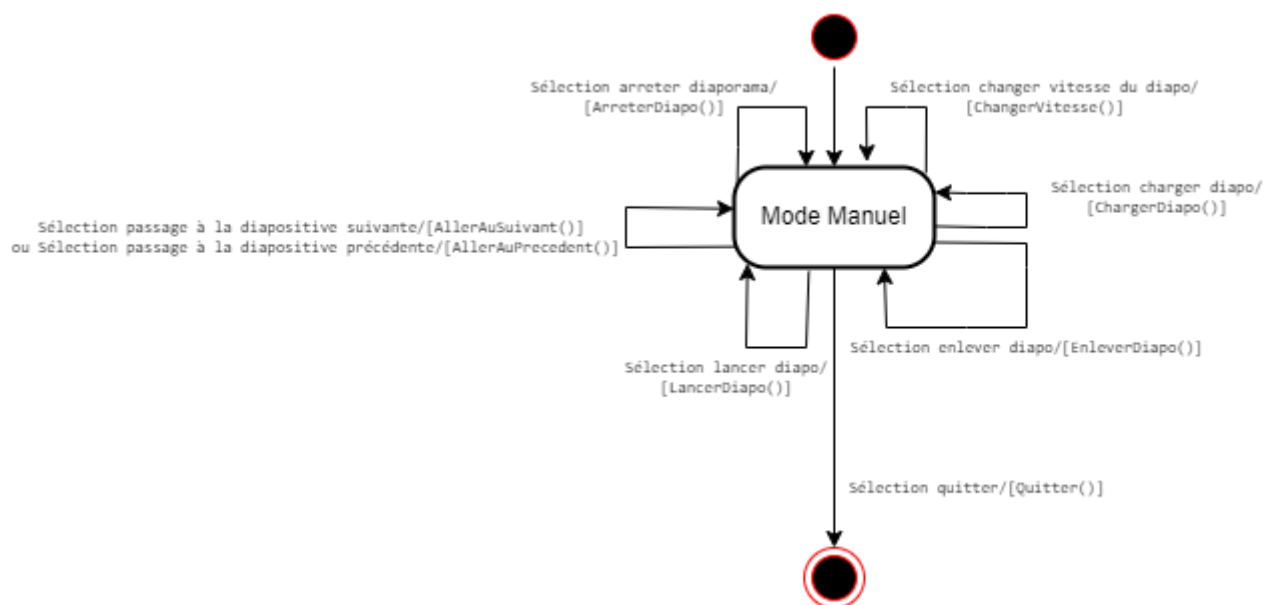 Sélection arreter diaporama/
[ArreterDiapo()]
Sélection changer vitesse du diapo/
[ChangerVitesse()]
Sélection charger diapo/
[ChargerDiapo()]
Mode Manuel
Sélection passage à la diapositive suivante/[AllerAuSuivant()]
ou Sélection passage à la diapositive précédente/[AllerAuPrecedent()]
Sélection enlever diapo/[EnleverDiapo()]
Sélection lancer diapo/
[LancerDiapo()]
Sélection quitter/[Quitter()]